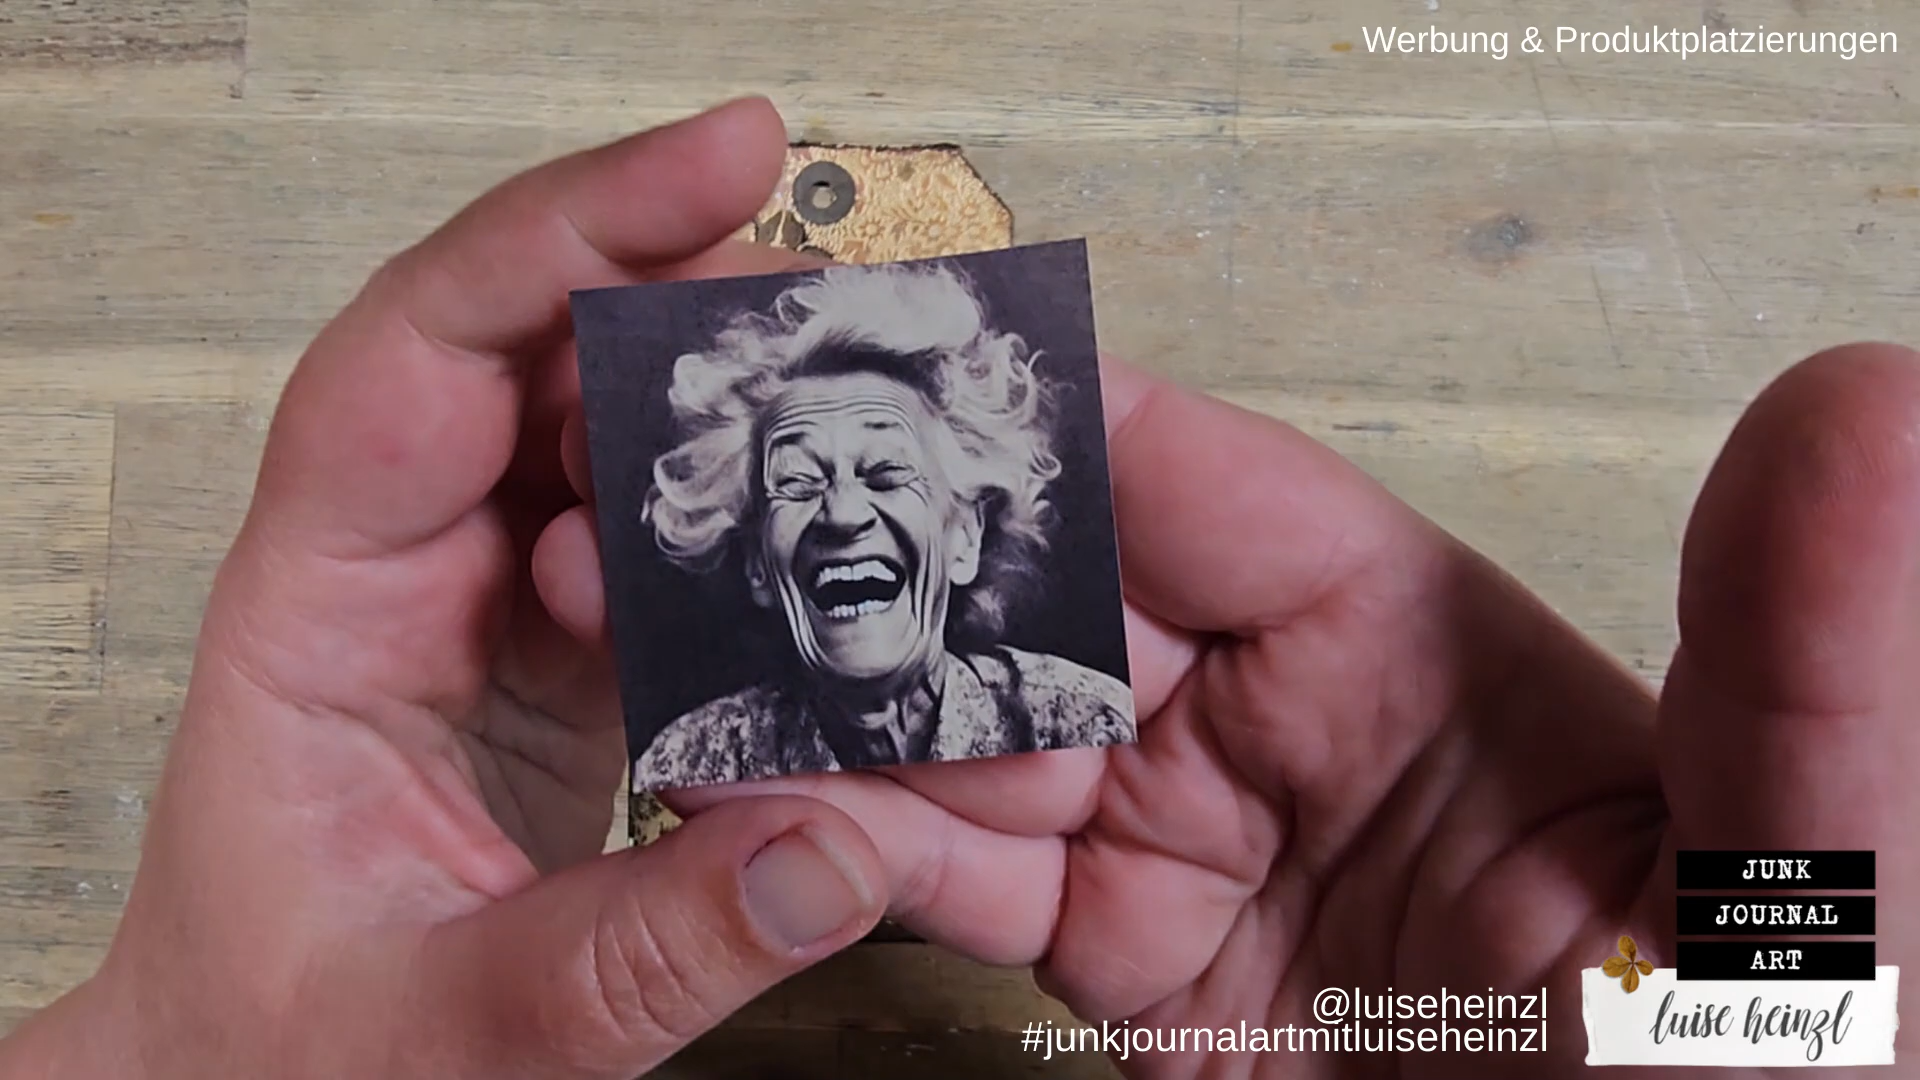 Werbung & Produktplatzierungen
JUNK
JOURNAL
ART
@luiseheinzl
#junkjournalartmitluiseheinzl
luise heinzl